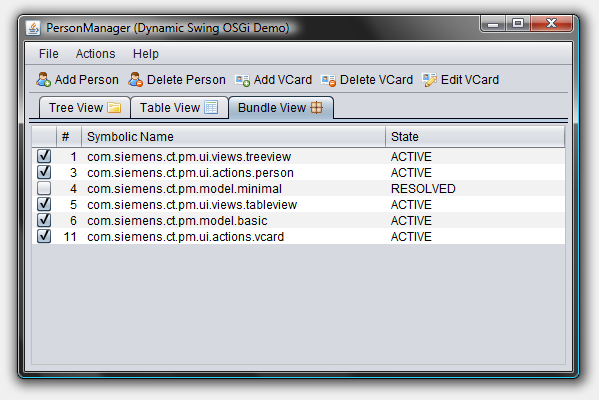 PersonManager (Dynamic Swing OSGi Demo)
File Actions Help
Add Person Delete Person Add VCard Delete VCard Edit VCard
Tree View Table View Bundle View
# Symbolic Name State
1 com.siemens.ct.pm.ui.views.treeview ACTIVE
3 com.siemens.ct.pm.ui.actions.person ACTIVE
4 com.siemens.ct.pm.model.minimal RESOLVED
5 com.siemens.ct.pm.ui.views.tableview ACTIVE
6 com.siemens.ct.pm.model.basic ACTIVE
11 com.siemens.ct.pm.ui.actions.vcard ACTIVE